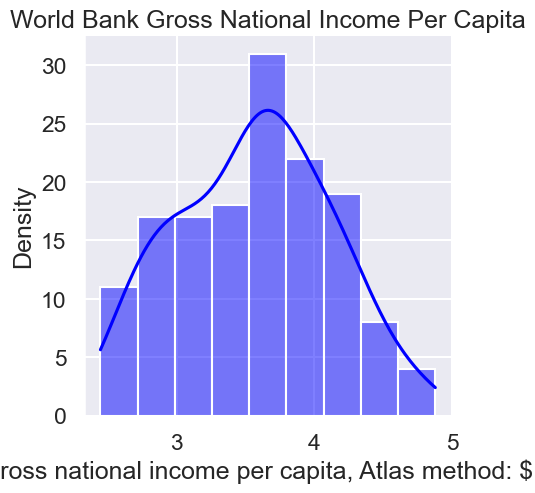 World Bank Gross National Income Per Capita
30
25
20
15
10
5
0
Density
3 4 5
ross national income per capita, Atlas method: $